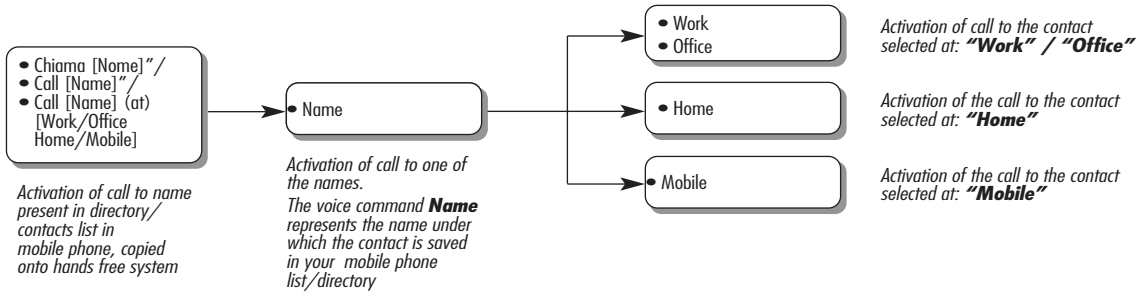 • Chiama [Nome]"/
• Call [Name]"/
• Call [Name] (at)
[Work/Office
Home/Mobile]
Activation of call to name
present in directory/
contacts list in
mobile phone, copied
onto hands free system
• Name
Activation of call to one of
the names.
The voice command Name
represents the name under
which the contact is saved
in your mobile phone
list/directory
• Work
• Office
Activation of call to the contact
selected at: "Work" / "Office"
• Home
Activation of the call to the contact
selected at: "Home"
• Mobile
Activation of the call to the contact
selected at: "Mobile"